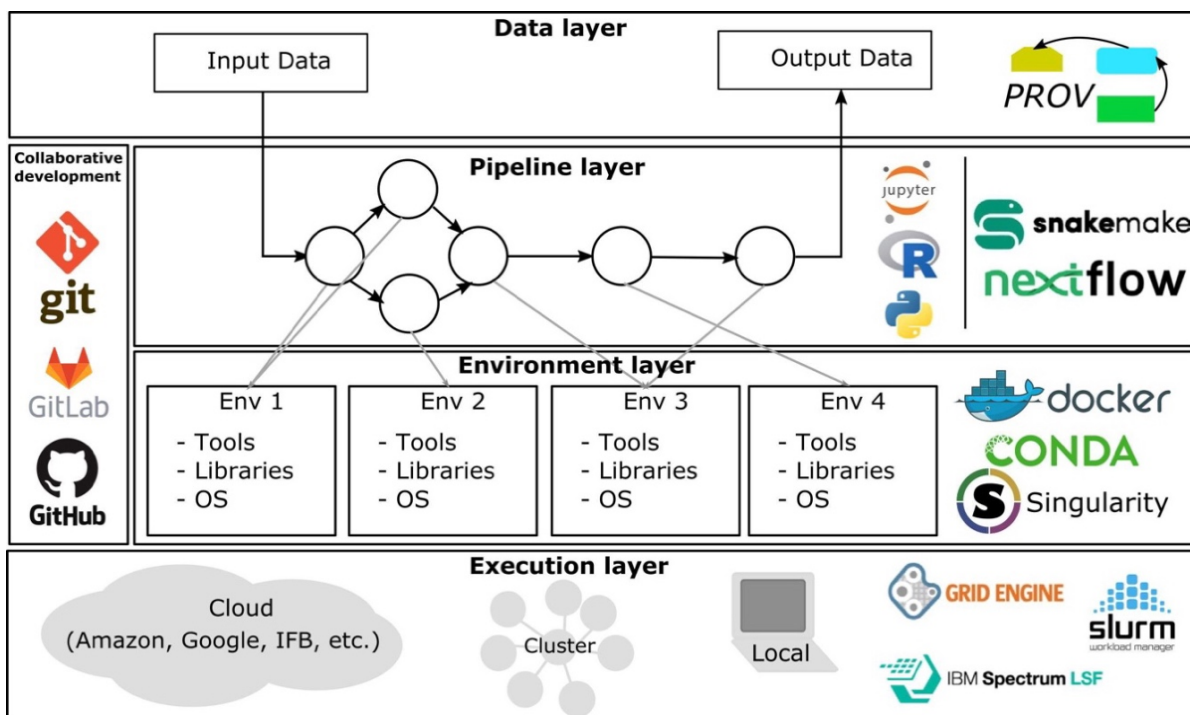 Data layer
Input Data
Output Data
PROV
Collaborative
development
git
GitLab
GitHub
Pipeline layer
jupyter
R
snakemake
nextflow
Environment layer
Env 1
- Tools
- Libraries
- OS
Env 2
- Tools
- Libraries
- OS
Env 3
- Tools
- Libraries
- OS
Env 4
- Tools
- Libraries
- OS
docker
CONDA
S Singularity
Execution layer
Cloud
(Amazon, Google, IFB, etc.)
Cluster
Local
GRID ENGINE
slurm
workload manager
IBM Spectrum LSF